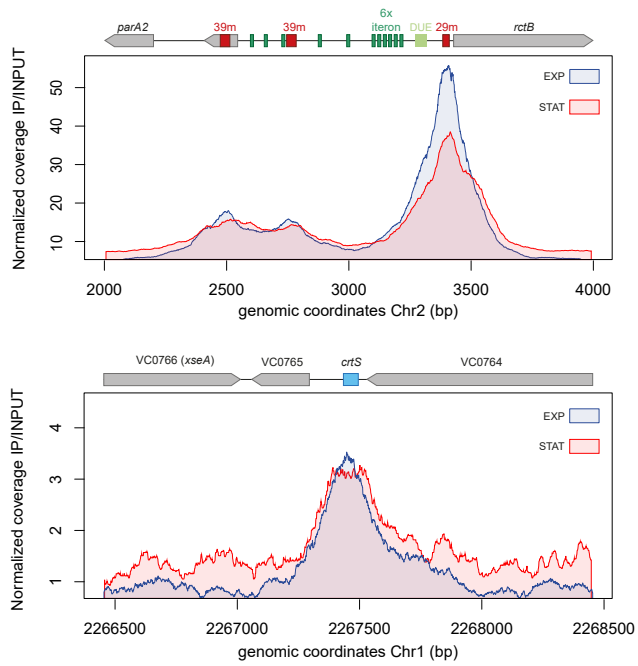 6x
parA2 39m 39m iteron DUE 29m rctB
Normalized coverage IP/INPUT
50
40
30
20
10
EXP
STAT
2000 2500 3000 3500 4000
genomic coordinates Chr2 (bp)
VC0766 (xseA) VC0765 crtS VC0764
Normalized coverage IP/INPUT
4
3
2
1
EXP
STAT
2266500 2267000 2267500 2268000 2268500
genomic coordinates Chr1 (bp)